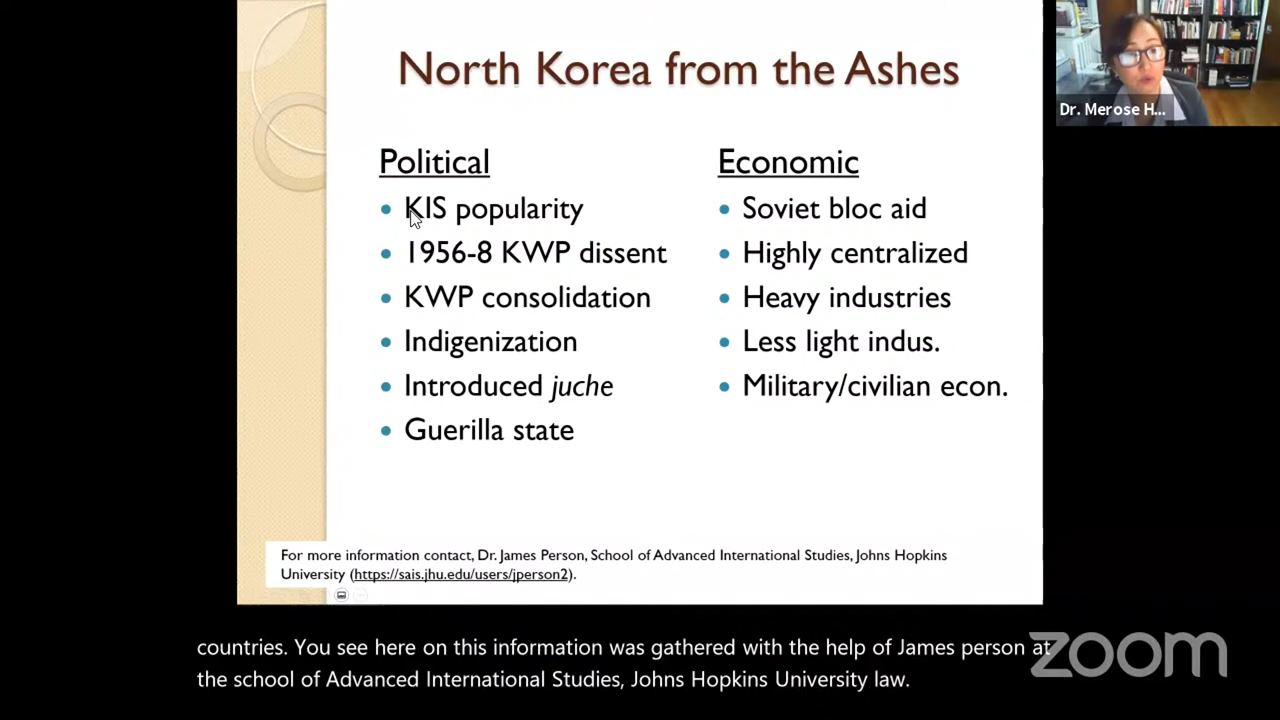 North Korea from the Ashes
Political
KIS popularity
1956-8 KWP dissent
KWP consolidation
Indigenization
Introduced juche
Guerilla state
Economic
Soviet bloc aid
Highly centralized
Heavy industries
Less light indus.
Military/civilian econ.
For more information contact, Dr. James Person, School of Advanced International Studies, Johns Hopkins
University (https://sais.jhu.edu/users/jperson2).
Dr. Merose H...
countries. You see here on this information was gathered with the help of James person at
the school of Advanced International Studies, Johns Hopkins University law.
zoom